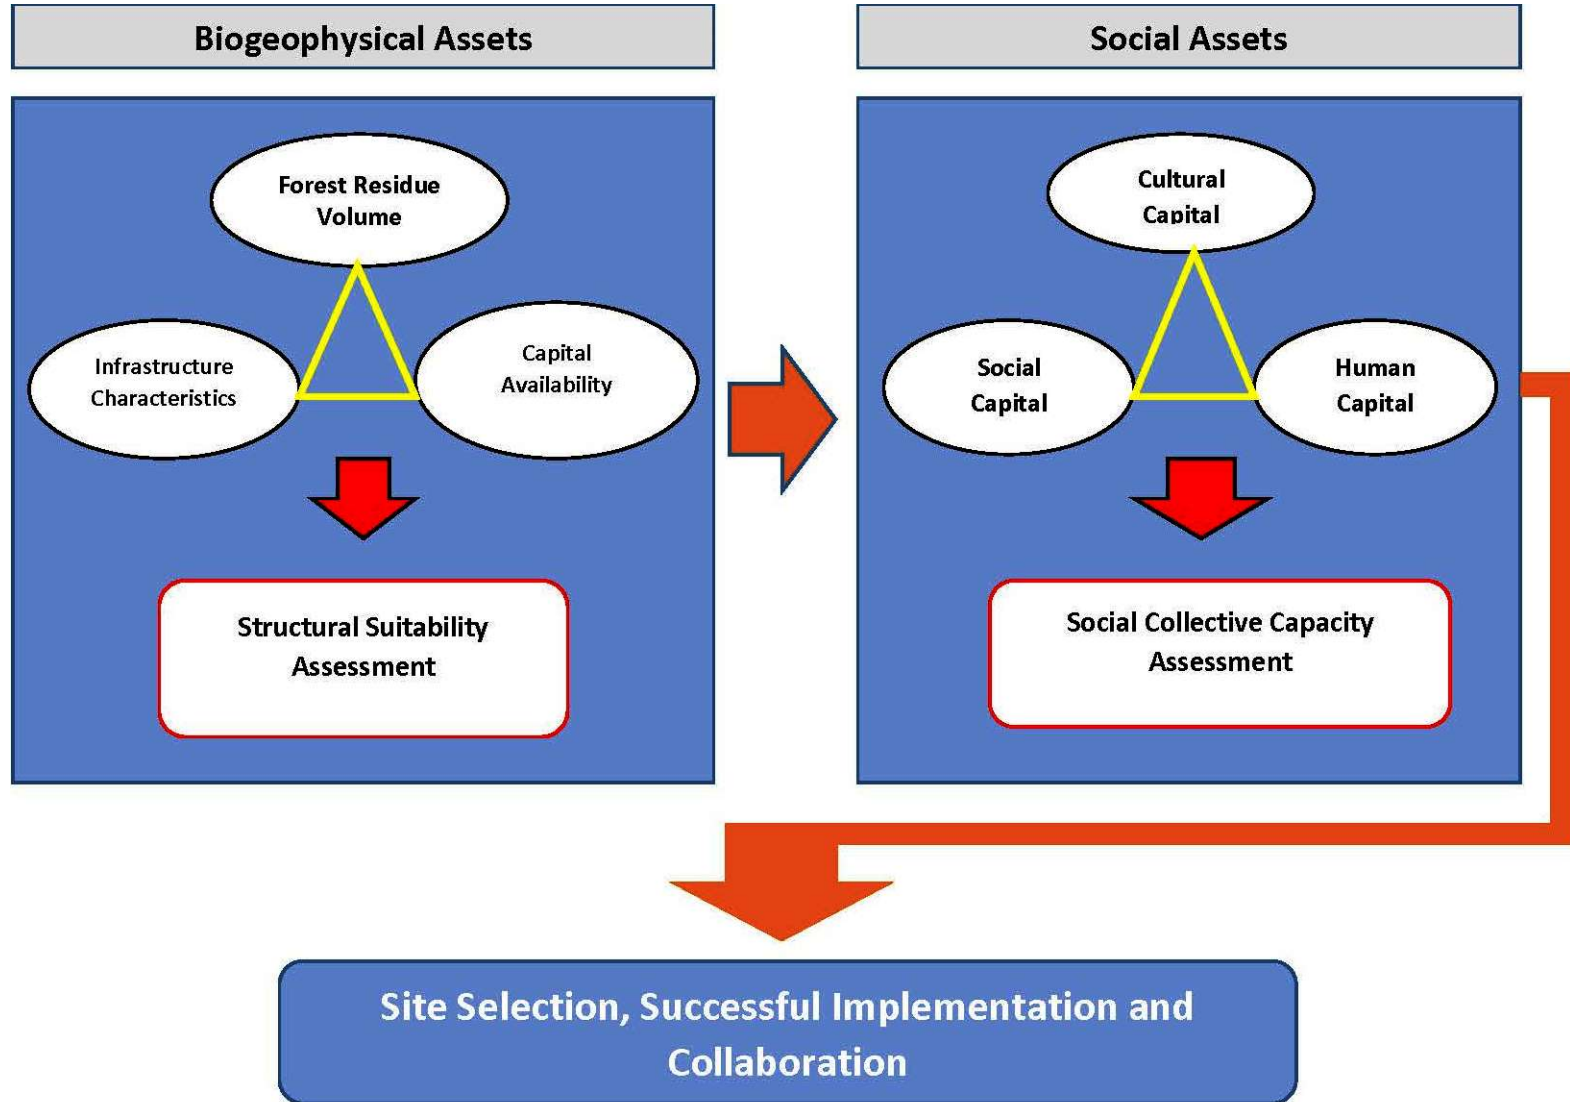 Biogeophysical Assets
Forest Residue
Volume
Infrastructure
Characteristics
Capital
Availability
Structural Suitability
Assessment
Social Assets
Cultural
Capital
Social
Capital
Human
Capital
Social Collective Capacity
Assessment
Site Selection, Successful Implementation and
Collaboration